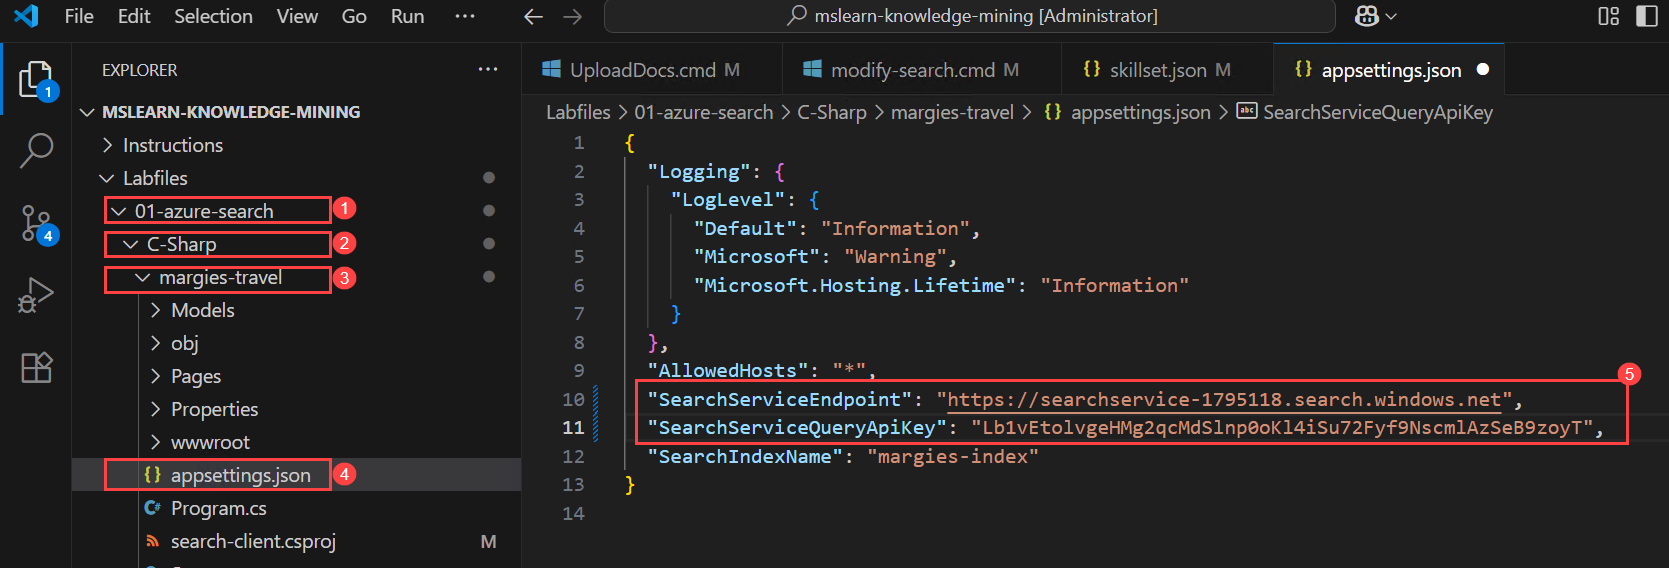 File Edit Selection View Go Run ··· mslearn-knowledge-mining [Administrator]
EXPLORER ···
UploadDocs.cmd M modify-search.cmd M skillset.json M appsettings.json
Labfiles > 01-azure-search > C-Sharp > margies-travel > {} appsettings.json > abc SearchServiceQueryApiKey
1
MSLEARN-KNOWLEDGE-MINING
Instructions
Labfiles
01-azure-search 1
C-Sharp 2
4
margies-travel 3
Models
obj
Pages
Properties
wwwroot
{} appsettings.json 4
C# Program.cs
search-client.csproj M
1 {
2 "Logging": {
3 "LogLevel": {
4 "Default": "Information",
5 "Microsoft": "Warning",
6 "Microsoft.Hosting.Lifetime": "Information"
7 }
8 },
9 "AllowedHosts": "*",
5
10 "SearchServiceEndpoint": "https://searchservice-1795118.search.windows.net",
11 "SearchServiceQueryApiKey": "Lb1vEtolvgeHMg2qcMdSlnp0oKl4iSu72Fyf9NscmlAzSeB9zoyT",
12 "SearchIndexName": "margies-index"
13 }
14